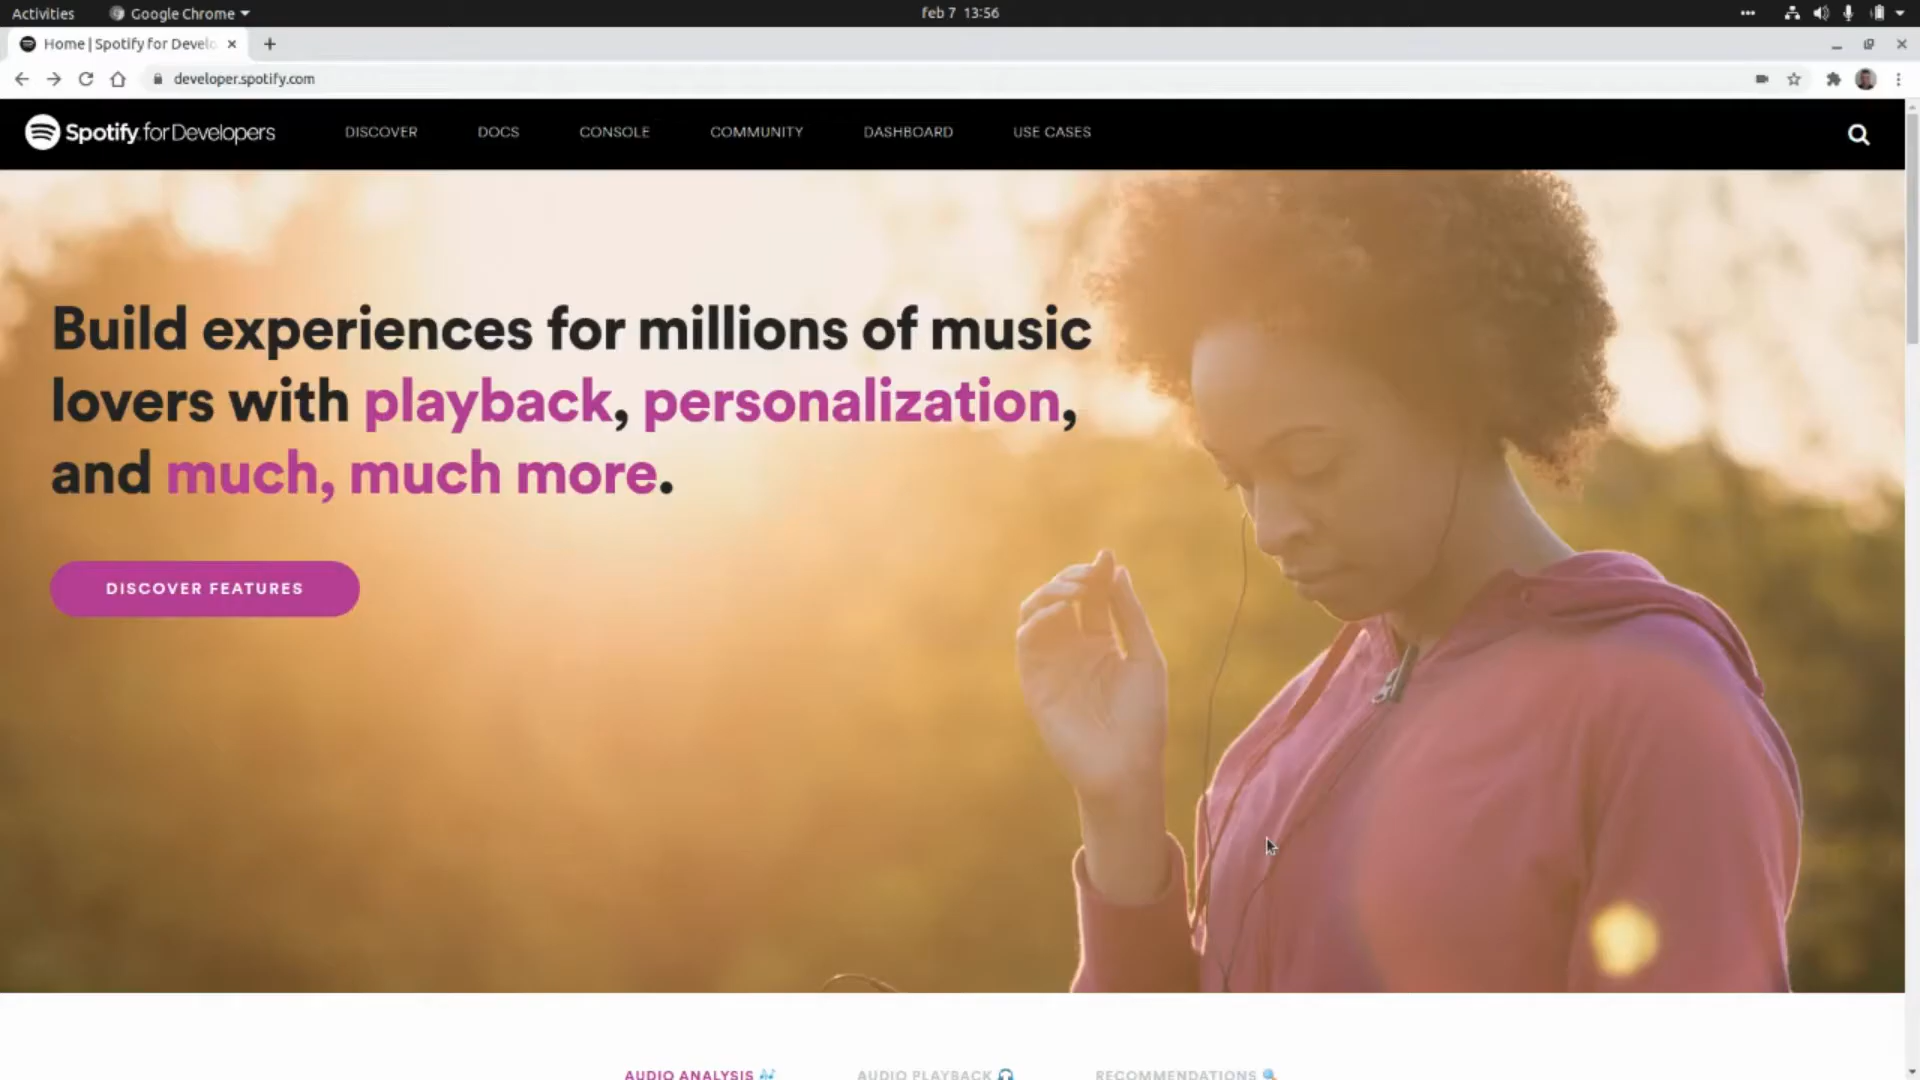 Activities Google Chrome feb 7 13:56
Home | Spotify for Develo
developer.spotify.com
Spotify for Developers DISCOVER DOCS CONSOLE COMMUNITY DASHBOARD USE CASES
Build experiences for millions of music
lovers with playback, personalization,
and much, much more.
DISCOVER FEATURES
AUDIO ANALYSIS AUDIO PLAYBACK RECOMMENDATIONS